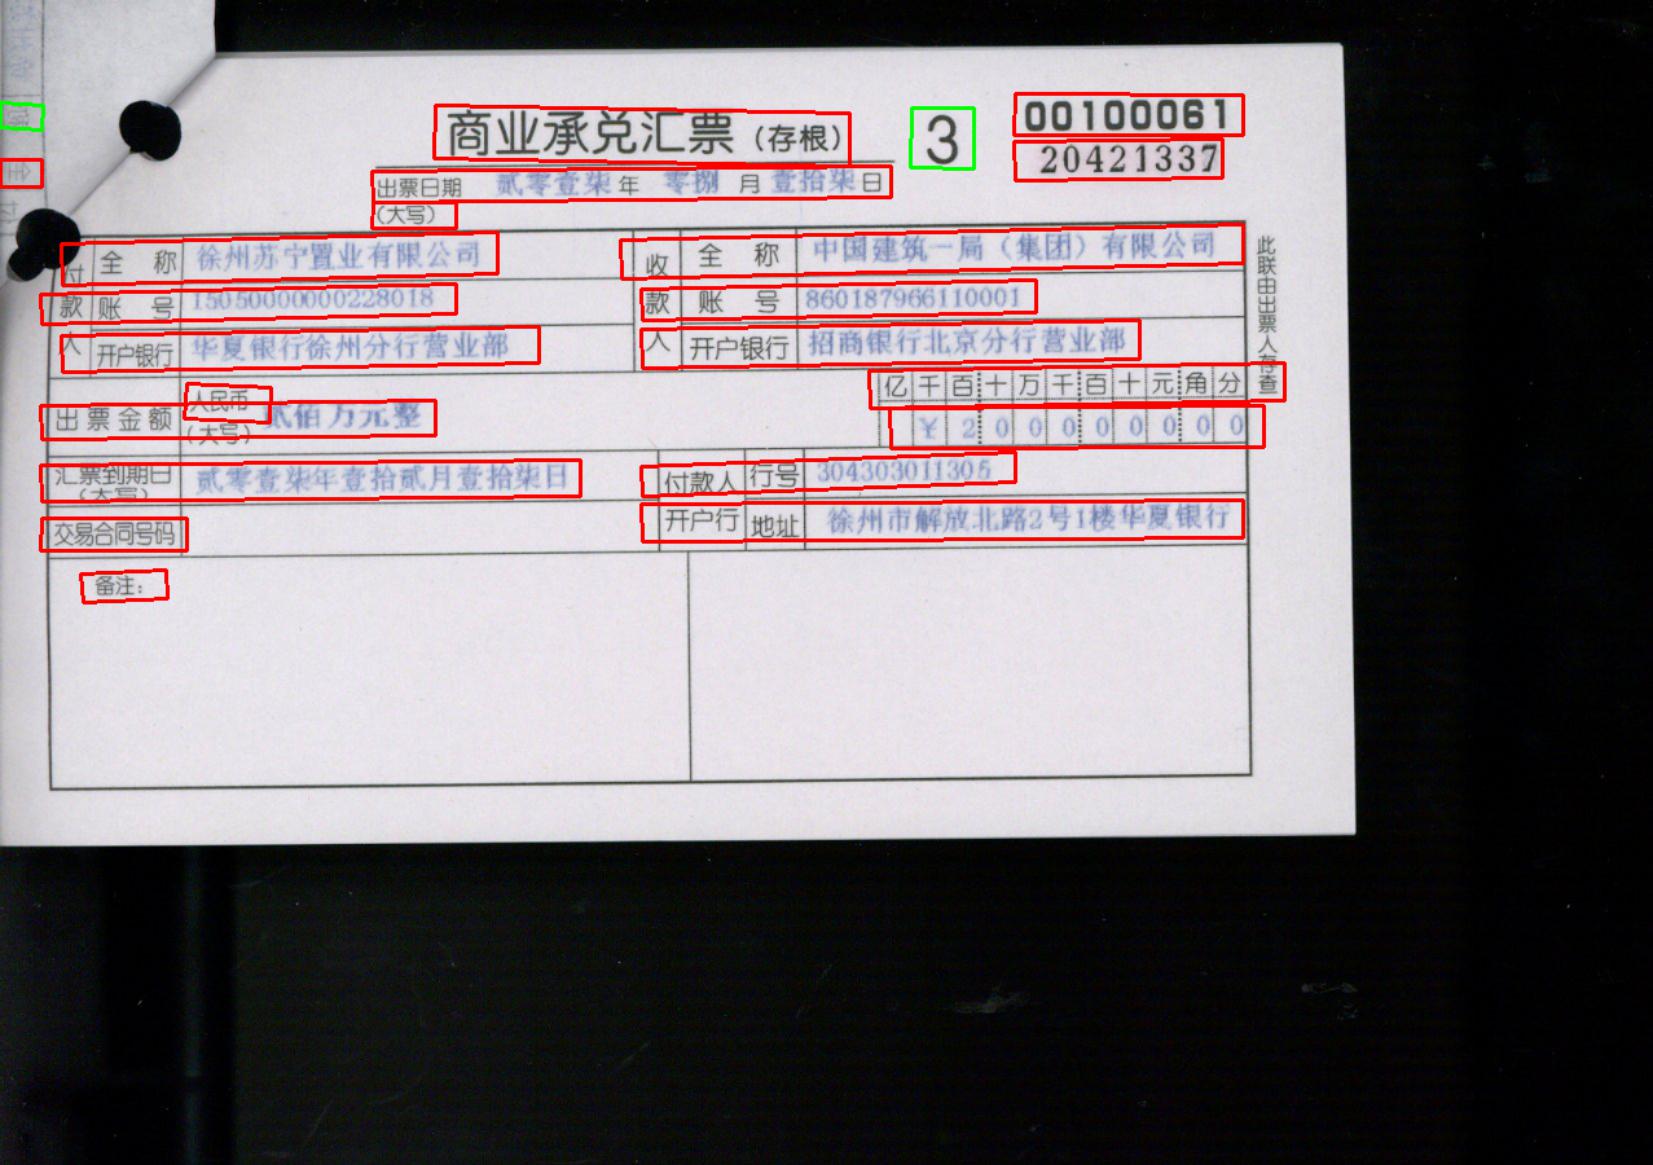 商业承兑汇票（存根） 3 00100061
20421337
出票日期 贰零壹柒 年 零捌 月 壹拾柒 日
（大写）
付 全称 徐州苏宁置业有限公司 收 全称 中国建筑一局（集团）有限公司
款 账号 15050000000228018 款 账号 860187966110001
人 开户银行 华夏银行徐州分行营业部 人 开户银行 招商银行北京分行营业部
亿千百十万千百十元角分
出票金额 人民币（大写） 贰佰万元整 ￥200000000
汇票到期日（大写） 贰零壹柒年壹拾贰月壹拾柒日 付款人 行号 304303011305
交易合同号码 开户行 地址 徐州市解放北路2号1楼华夏银行
备注：
此联由出票人存查